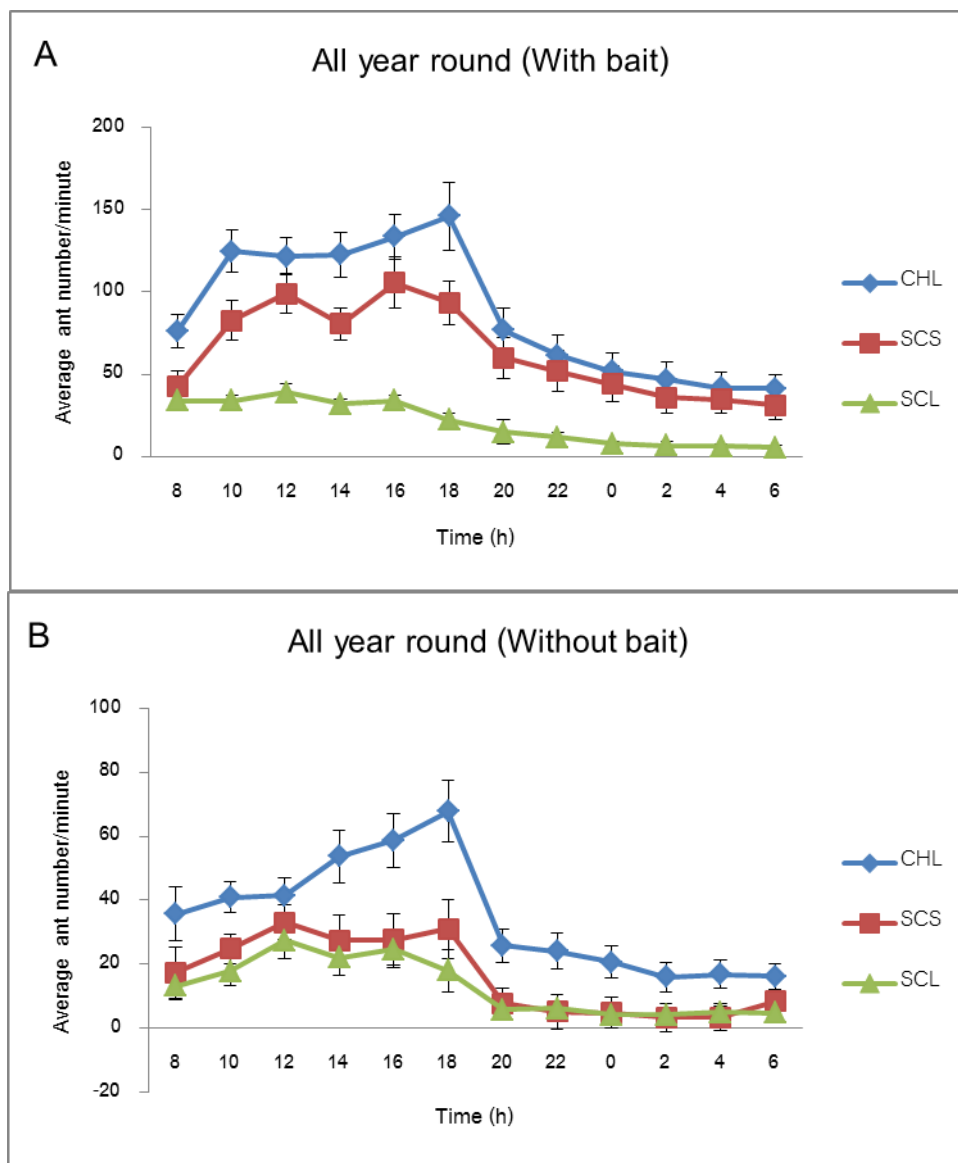 A
All year round (With bait)
Average ant number/minute
200
150
100
50
0
8 10 12 14 16 18 20 22 0 2 4 6
Time (h)
CHL
SCS
SCL
B
All year round (Without bait)
Average ant number/minute
100
80
60
40
20
0
-20
8 10 12 14 16 18 20 22 0 2 4 6
Time (h)
CHL
SCS
SCL